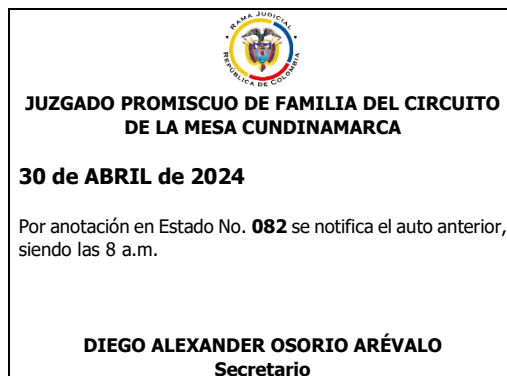 RAMA JUDICIAL
REPÚBLICA DE COLOMBIA
JUZGADO PROMISCUO DE FAMILIA DEL CIRCUITO
DE LA MESA CUNDINAMARCA
30 de ABRIL de 2024
Por anotación en Estado No. 082 se notifica el auto anterior,
siendo las 8 a.m.
DIEGO ALEXANDER OSORIO ARÉVALO
Secretario